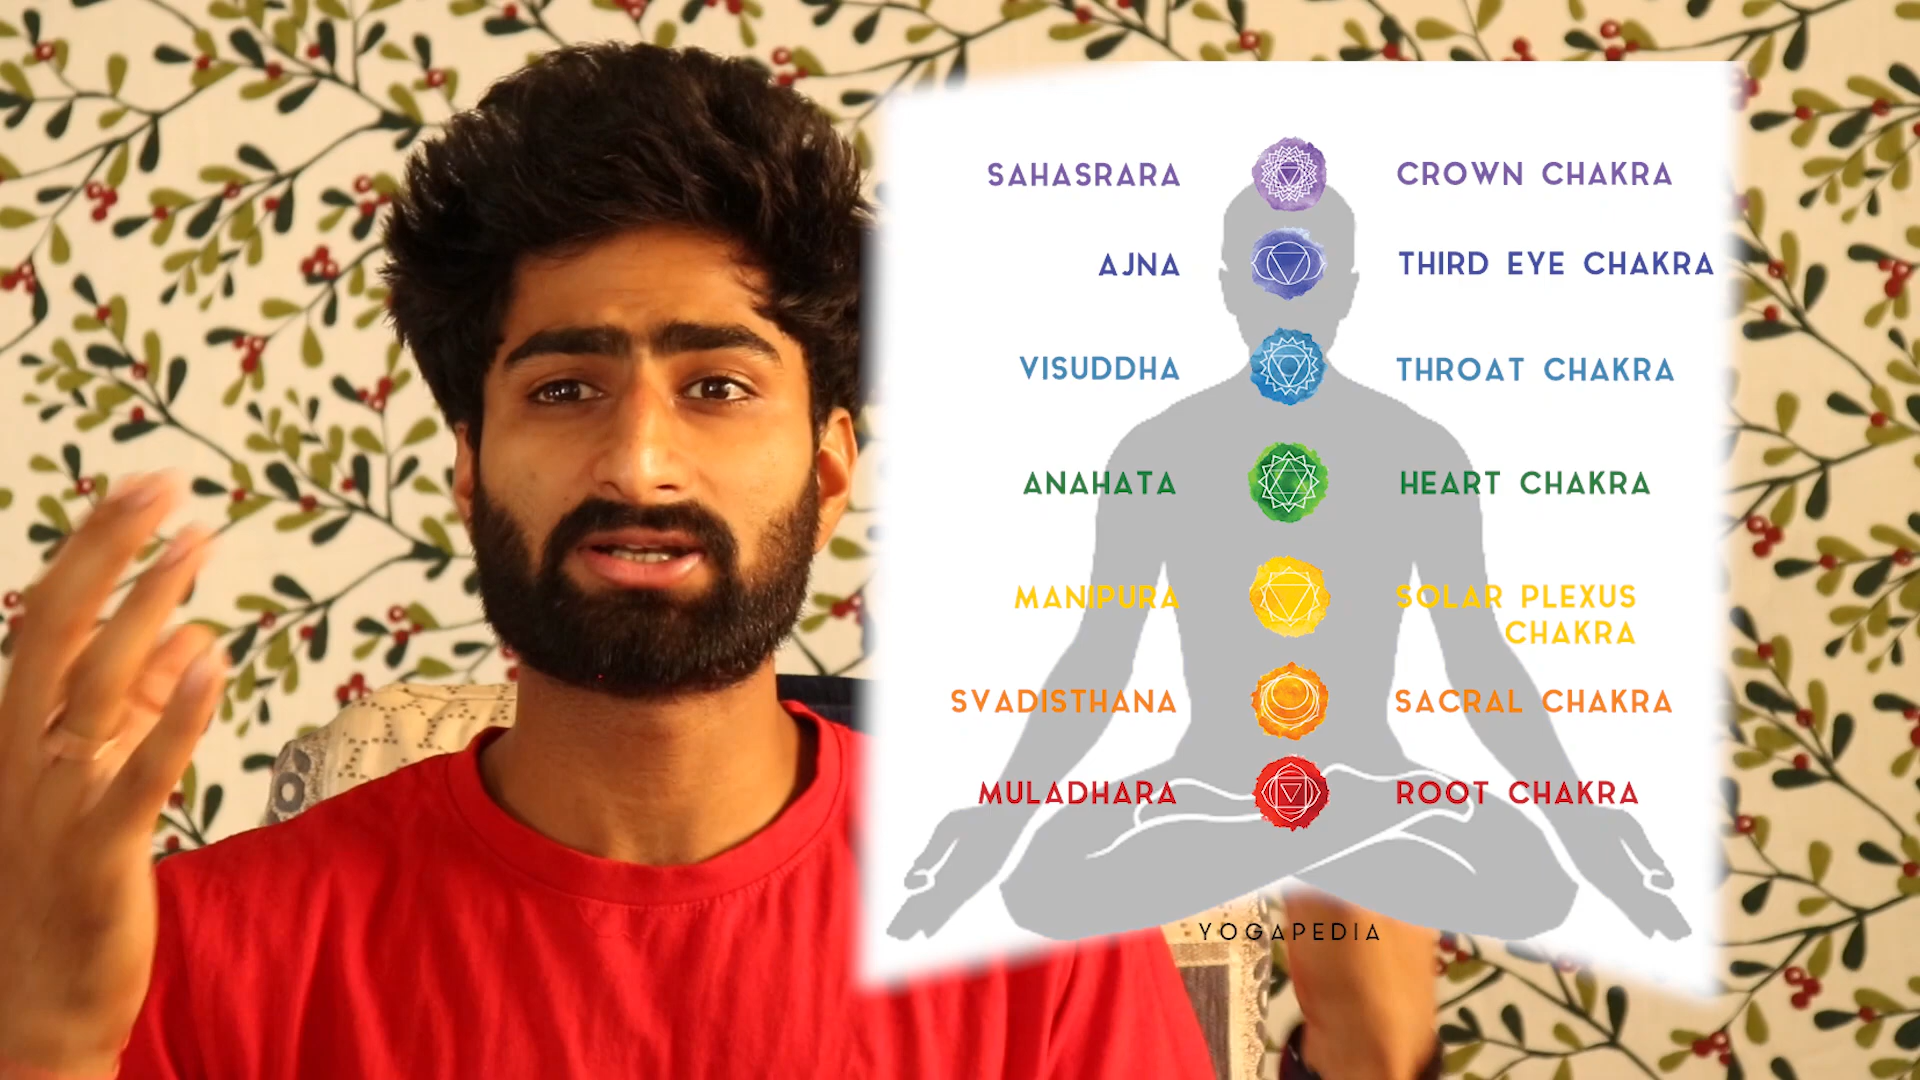 SAHASRARA CROWN CHAKRA
AJNA THIRD EYE CHAKRA
VISUDDHA THROAT CHAKRA
ANAHATA HEART CHAKRA
MANIPURA SOLAR PLEXUS
CHAKRA
SVADISTHANA SACRAL CHAKRA
MULADHARA ROOT CHAKRA
YOGAPEDIA